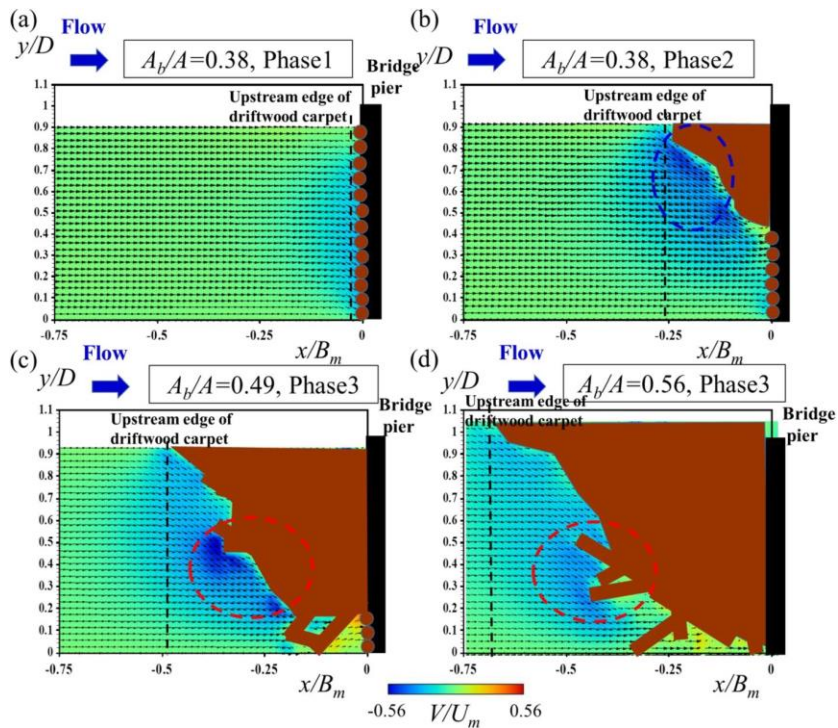 (a)
Flow
y/D
A_b/A=0.38, Phase1
Bridge
pier
Upstream edge of
driftwood carpet
1.1
1
0.9
0.8
0.7
0.6
0.5
0.4
0.3
0.2
0.1
0
-0.75 -0.5 -0.25 0
x/B_m
(b)
Flow
y/D
A_b/A=0.38, Phase2
Bridge
pier
Upstream edge of
driftwood carpet
1.1
1
0.9
0.8
0.7
0.6
0.5
0.4
0.3
0.2
0.1
0
-0.75 -0.5 -0.25 0
x/B_m
(c)
Flow
y/D
A_b/A=0.49, Phase3
Bridge
pier
Upstream edge of
driftwood carpet
1.1
1
0.9
0.8
0.7
0.6
0.5
0.4
0.3
0.2
0.1
0
-0.75 -0.5 -0.25 0
x/B_m
(d)
Flow
y/D
A_b/A=0.56, Phase3
Bridge
pier
Upstream edge of
driftwood carpet
1.1
1
0.9
0.8
0.7
0.6
0.5
0.4
0.3
0.2
0.1
0
-0.75 -0.5 -0.25 0
x/B_m
-0.56 V/U_m 0.56